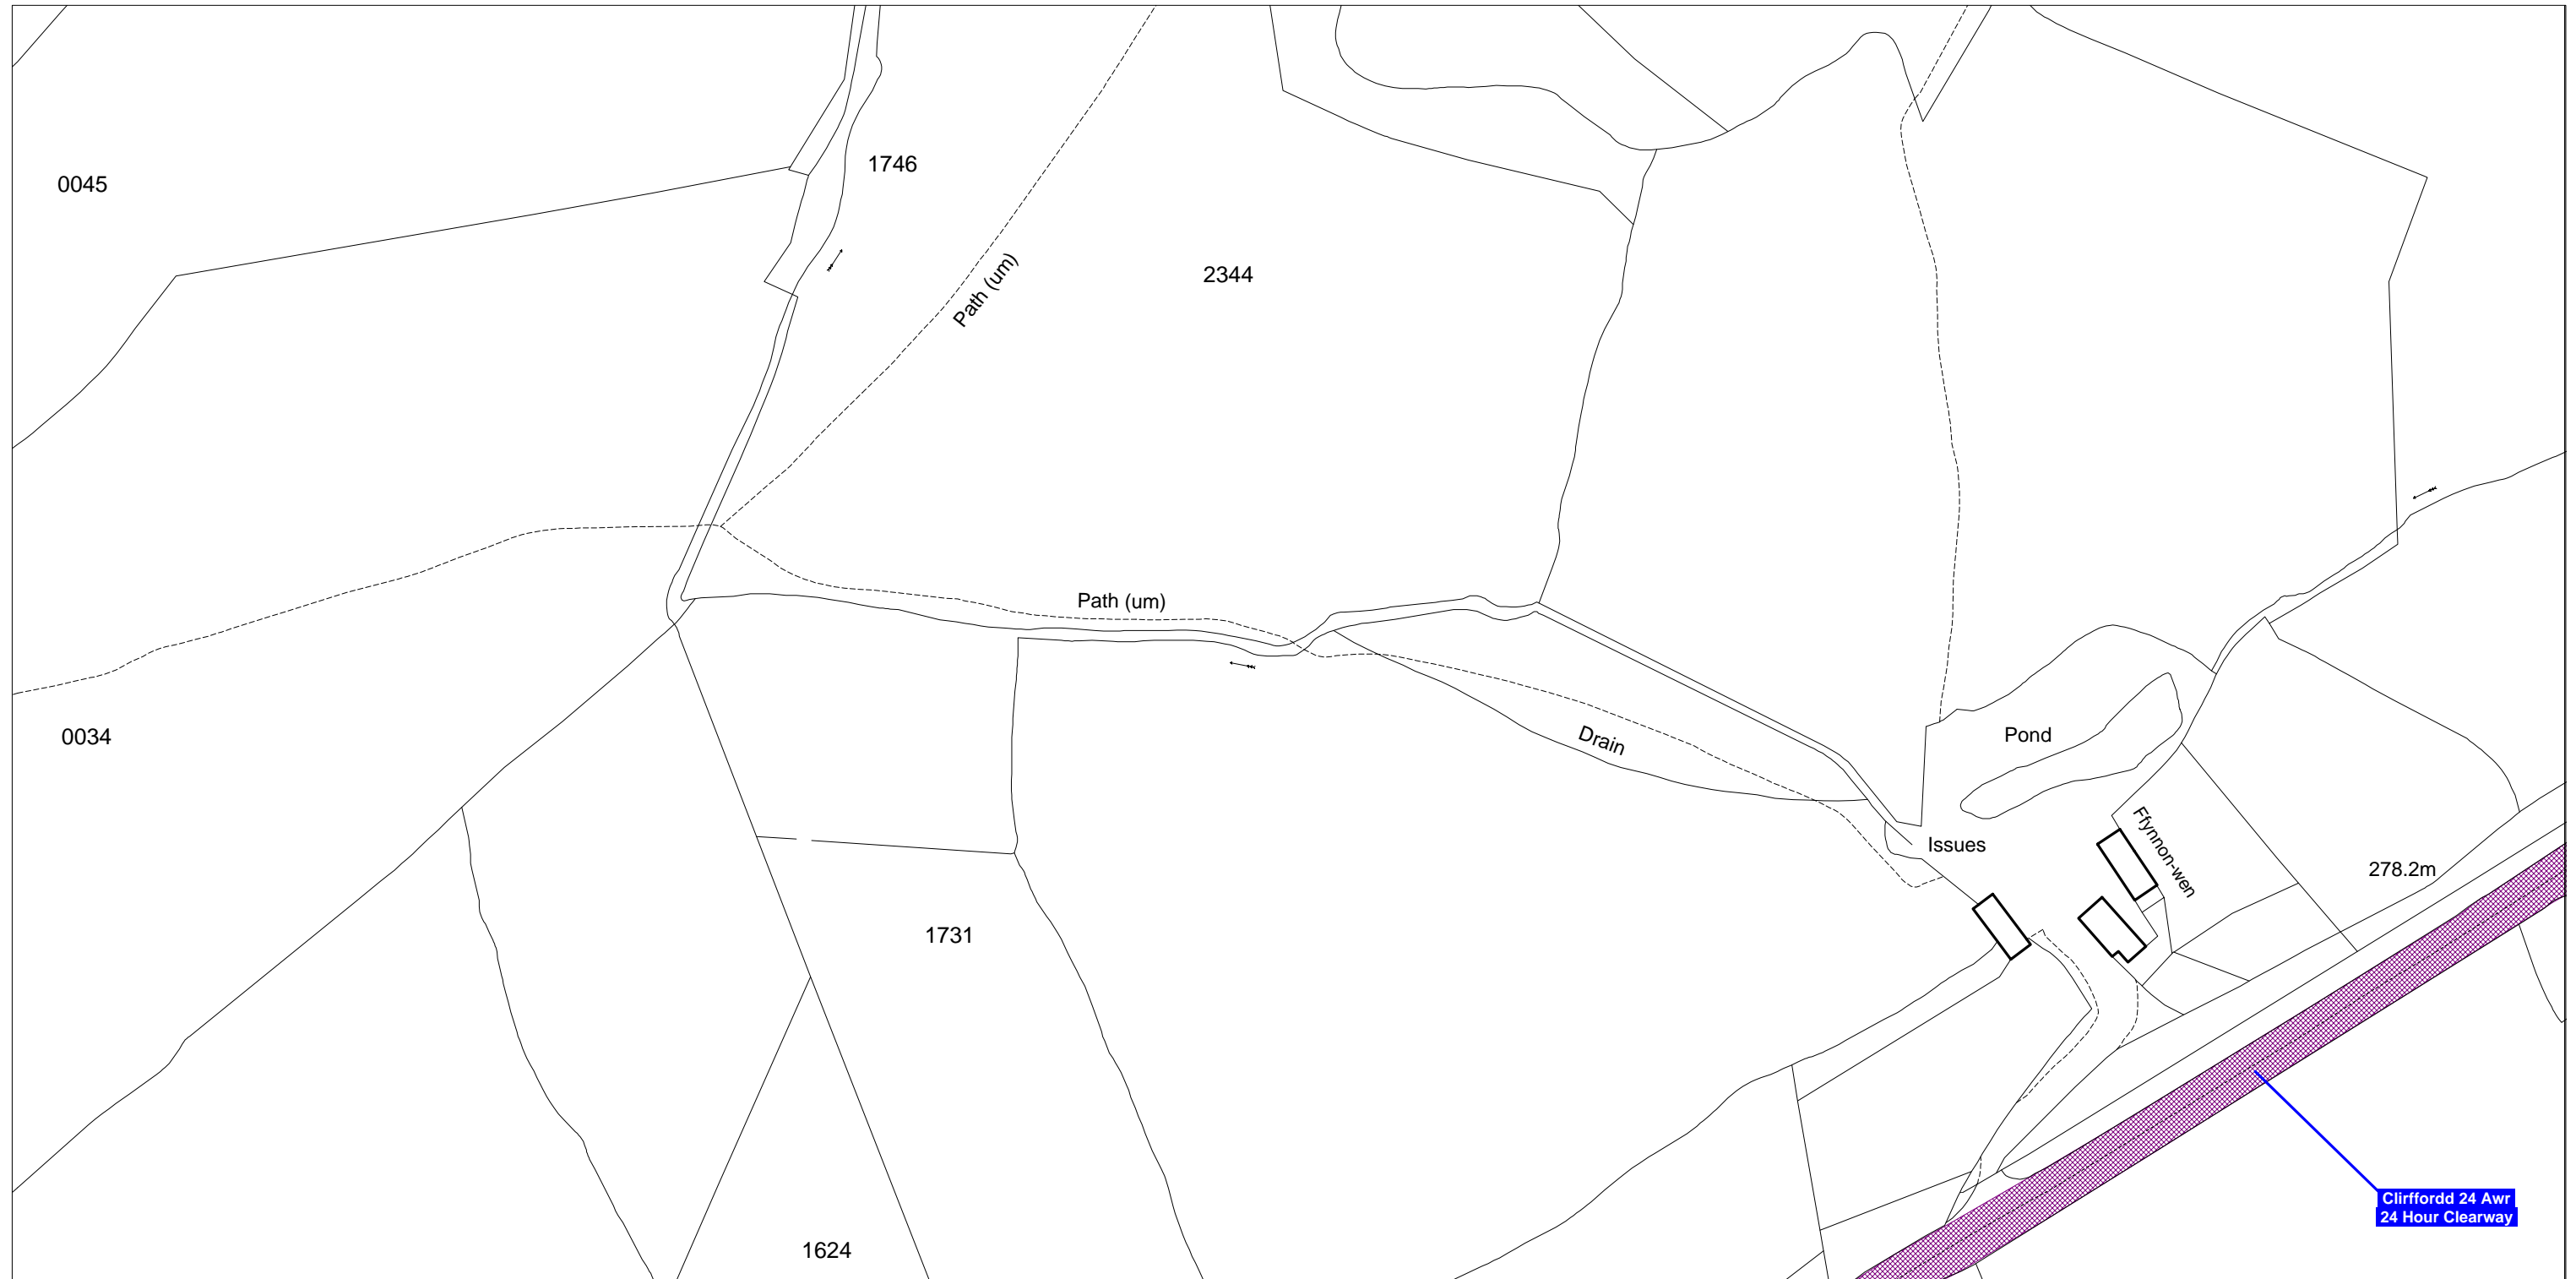 0045
1746
2344
Path (um)
Path (um)
0034
Drain
Pond
Issues
Ffynnon-wen
278.2m
1731
1624
Clirffordd 24 Awr
24 Hour Clearway